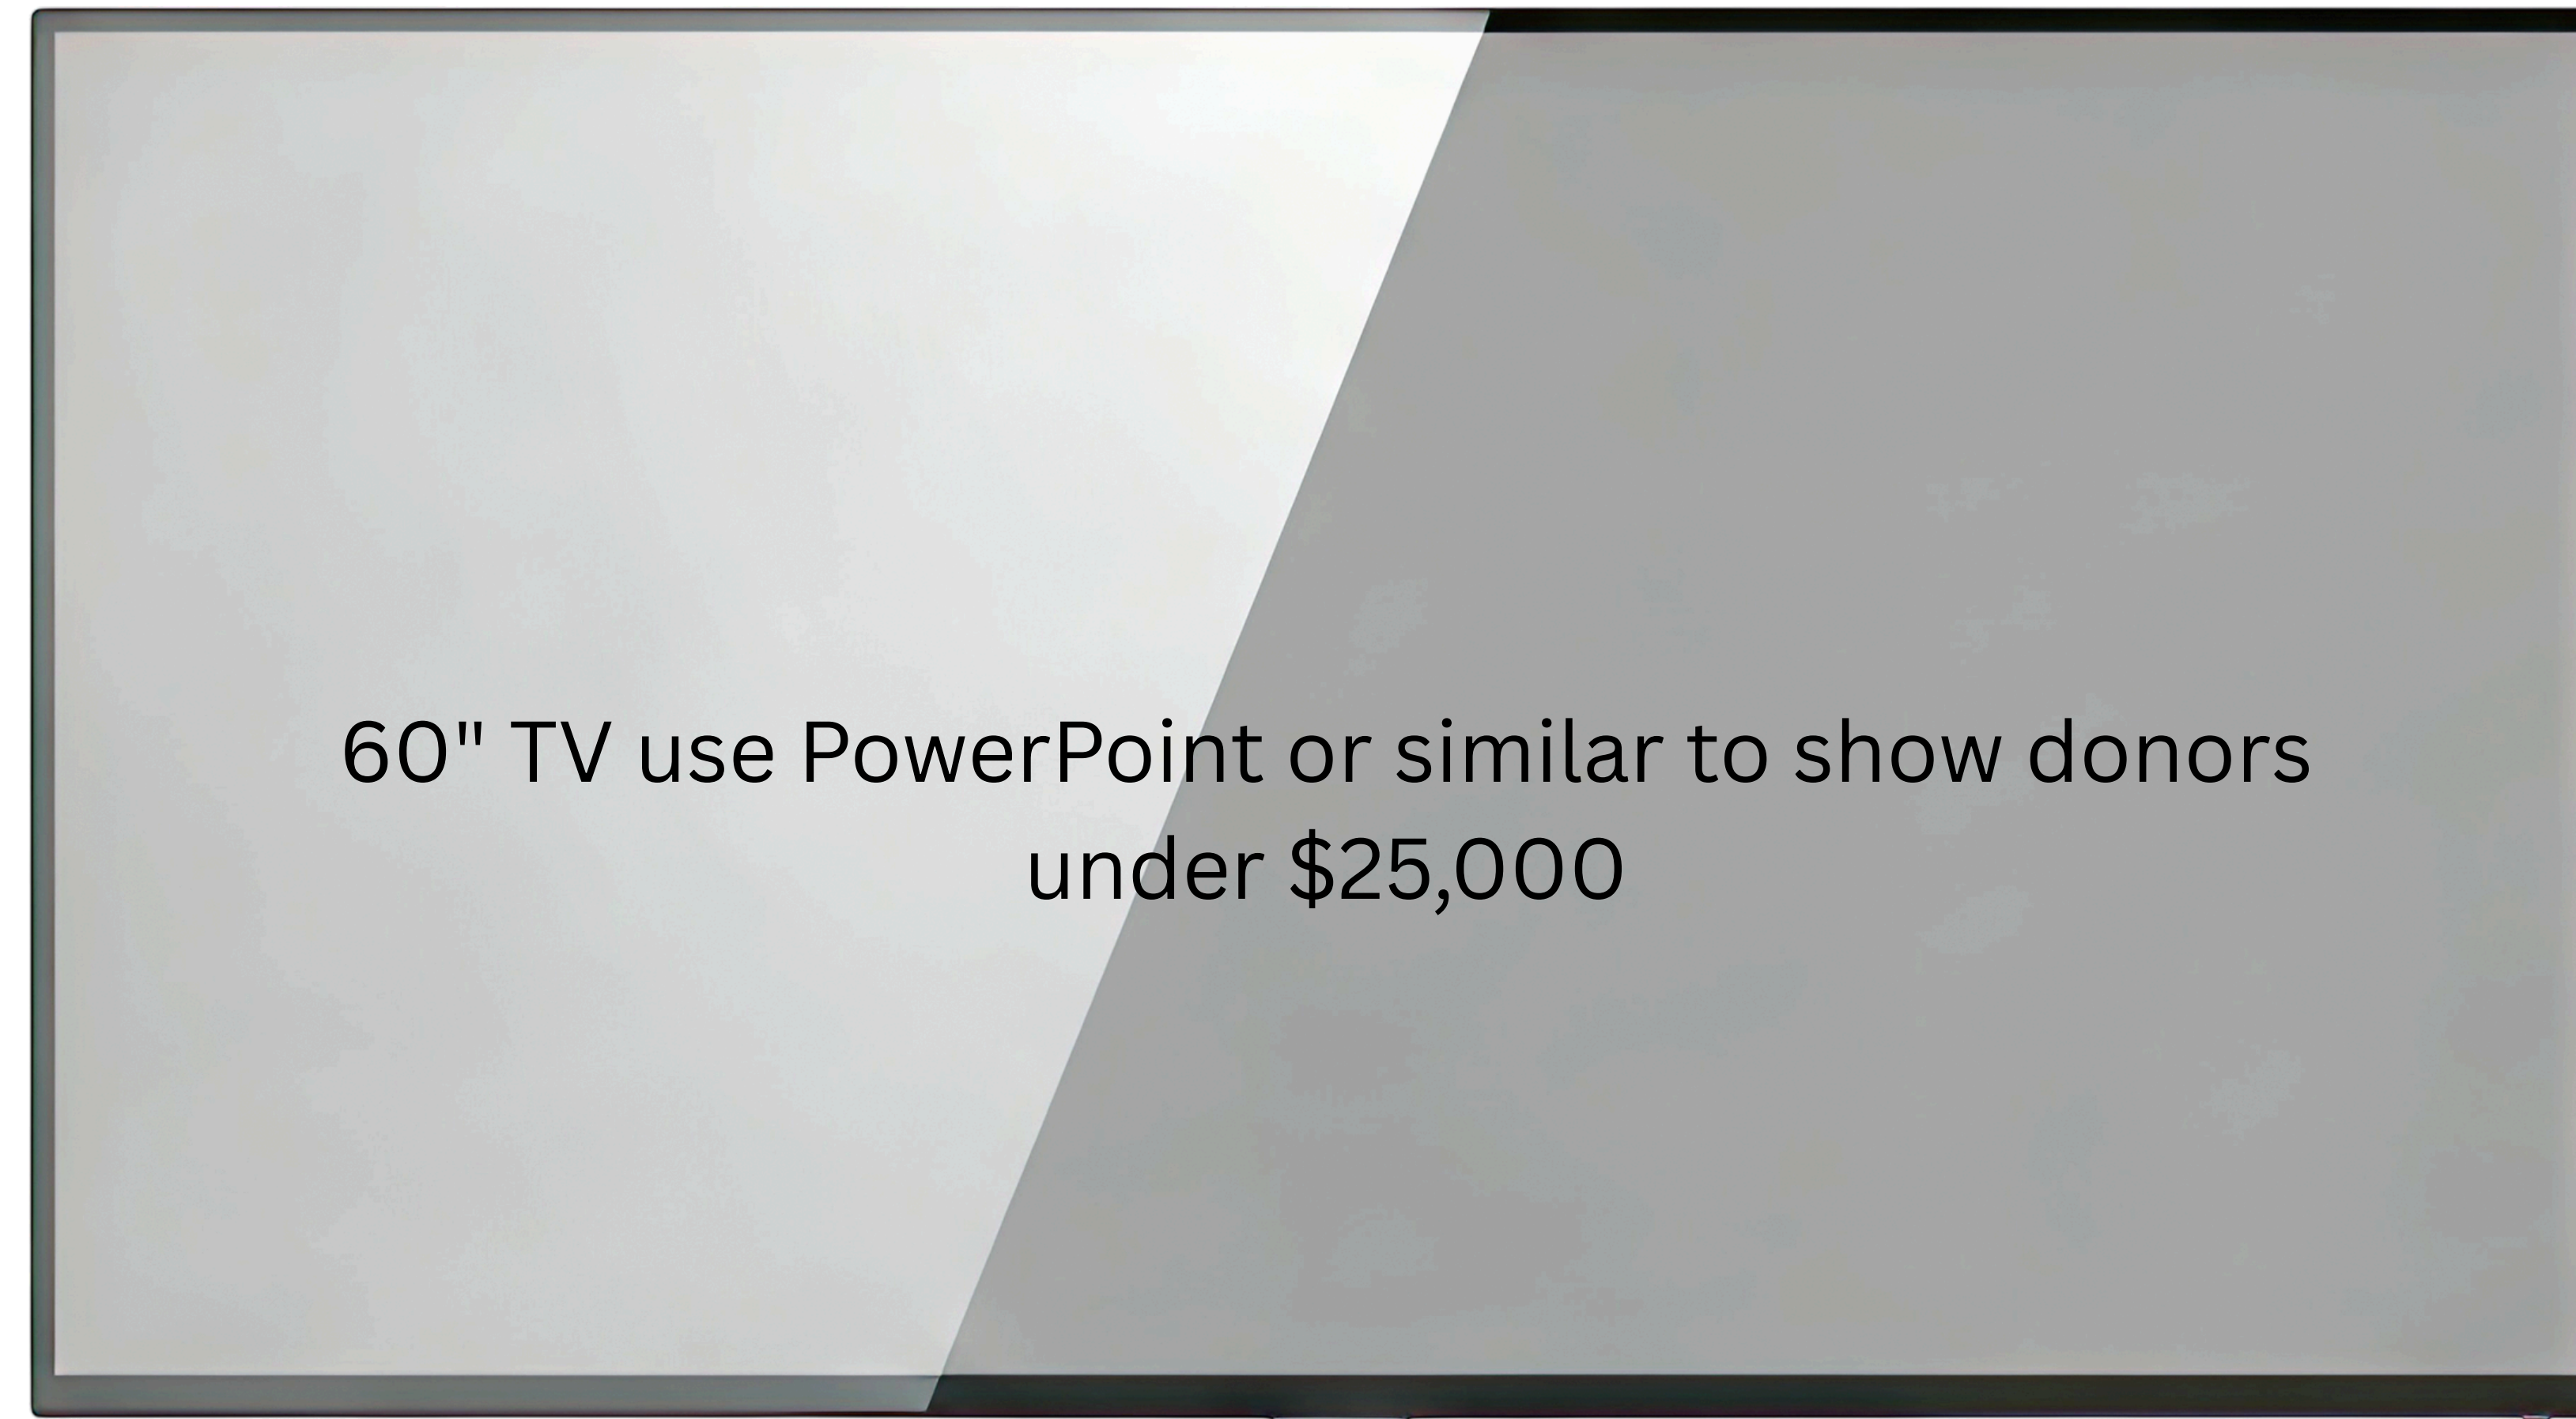 60" TV use PowerPoint or similar to show donors
under $25,000